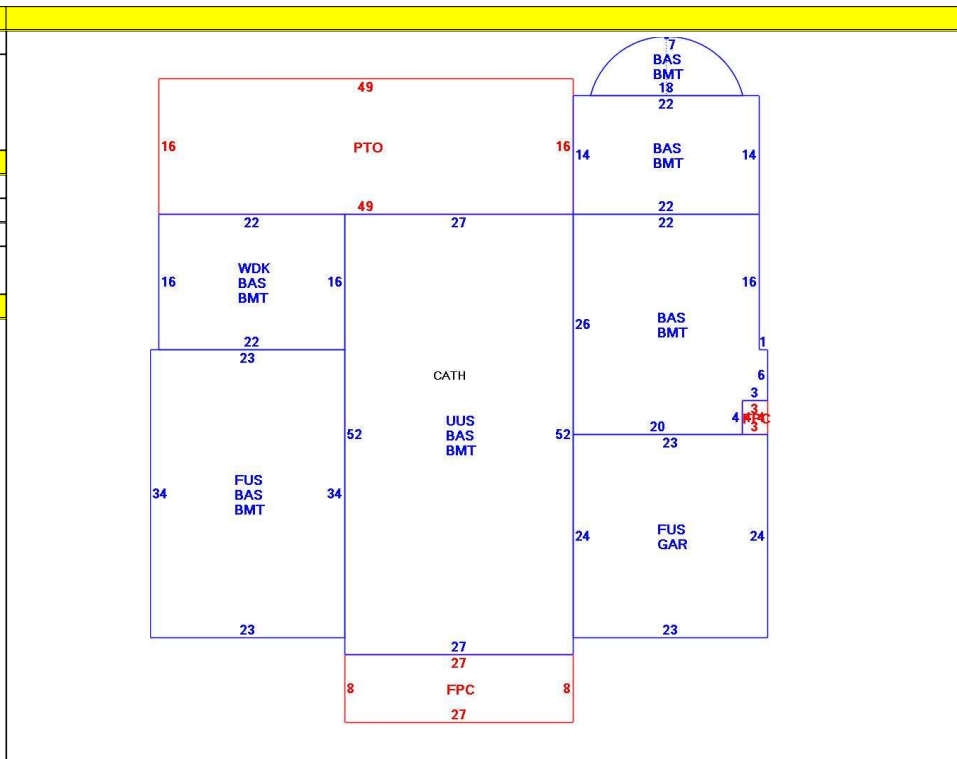 7
BAS
BMT
18
49
22
16 PTO 16
14 BAS 14
BMT
49
22
22 27 22
16 WDK 16
BAS
BMT
16
26 BAS
BMT
22
23
1
CATH
6
3
3
4 4 4
FPC
3
UUS
BAS
BMT
52 52
20
23
34 FUS 34
BAS
BMT
24 FUS 24
GAR
23
27
23
27
8 FPC 8
27